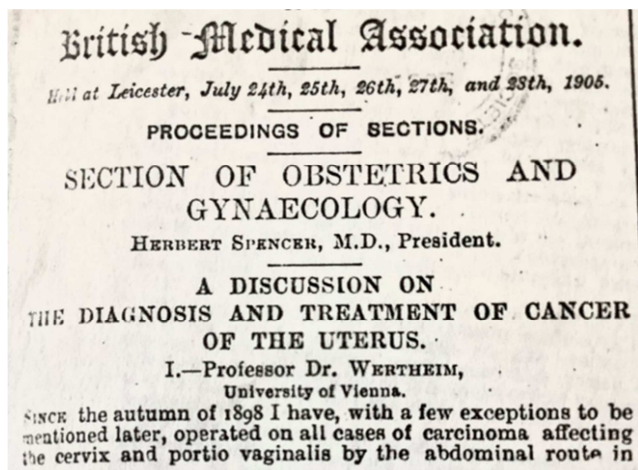 British Medical Association.
Held at Leicester, July 24th, 25th, 26th, 27th, and 28th, 1905.
PROCEEDINGS OF SECTIONS.
SECTION OF OBSTETRICS AND
GYNAECOLOGY.
HERBERT SPENCER, M.D., President.
A DISCUSSION ON
THE DIAGNOSIS AND TREATMENT OF CANCER
OF THE UTERUS.
I.—Professor Dr. WERTHEIM,
University of Vienna.
SINCE the autumn of 1898 I have, with a few exceptions to be
mentioned later, operated on all cases of carcinoma affecting
the cervix and portio vaginalis by the abdominal route in